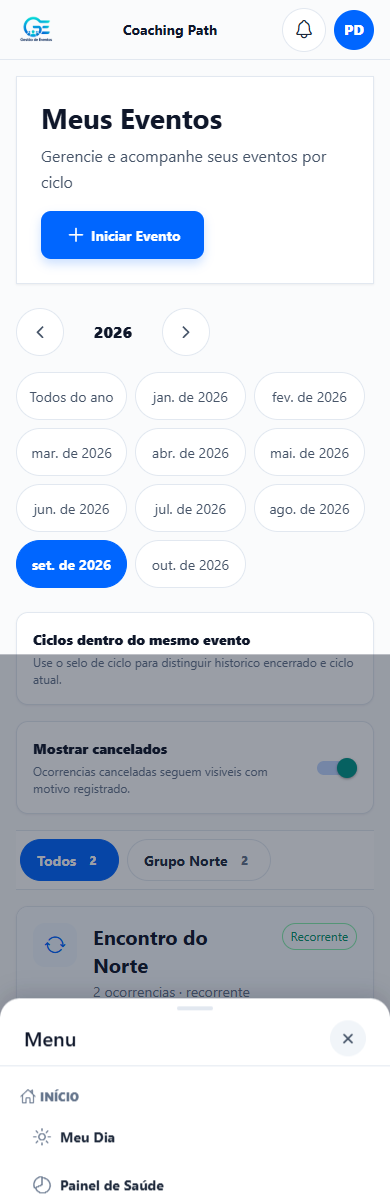 GE
Gestão de Eventos
Coaching Path
PD
Meus Eventos
Gerencie e acompanhe seus eventos por
ciclo
Iniciar Evento
2026
Todos do ano
jan. de 2026
fev. de 2026
mar. de 2026
abr. de 2026
mai. de 2026
jun. de 2026
jul. de 2026
ago. de 2026
set. de 2026
out. de 2026
Ciclos dentro do mesmo evento
Use o selo de ciclo para distinguir historico encerrado e ciclo
atual.
Mostrar cancelados
Ocorrencias canceladas seguem visiveis com
motivo registrado.
Todos 2
Grupo Norte 2
Encontro do
Norte
Recorrente
2 ocorrencias · recorrente
Menu
INÍCIO
Meu Dia
Painel de Saúde